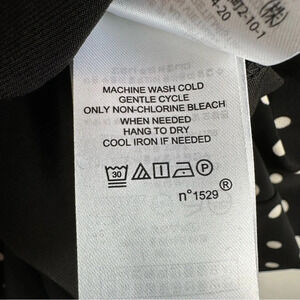 MACHINE WASH COLD
GENTLE CYCLE
ONLY NON-CHLORINE BLEACH
WHEN NEEDED
HANG TO DRY
COOL IRON IF NEEDED
30 P
n°1529®